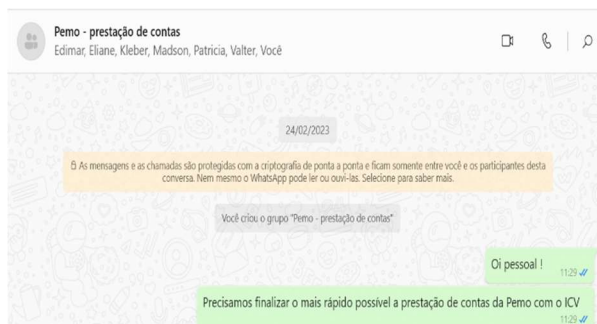 Pemo - prestação de contas
Edimar, Eliane, Kleber, Madson, Patricia, Valter, Você
24/02/2023
As mensagens e as chamadas são protegidas com a criptografia de ponta a ponta e ficam somente entre você e os participantes desta
conversa. Nem mesmo o WhatsApp pode ler ou ouvi-las. Selecione para saber mais.
Você criou o grupo "Pemo - prestação de contas"
Oi pessoal !
11:29
Precisamos finalizar o mais rápido possível a prestação de contas da Pemo com o ICV
11:29